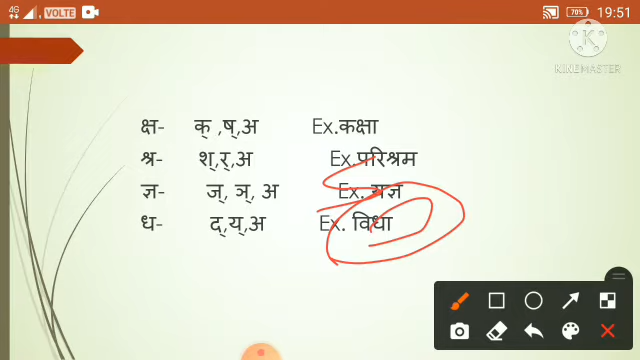 4G VOLTE 70% 19:51
K
KINEMASTER
क्ष- क् ,ष्,अ Ex.कक्षा
श्र- श्,र्,अ Ex.परिश्रम
ज्ञ- ज्, ञ्, अ Ex. यज्ञ
ध- द्,य्,अ Ex. विधा